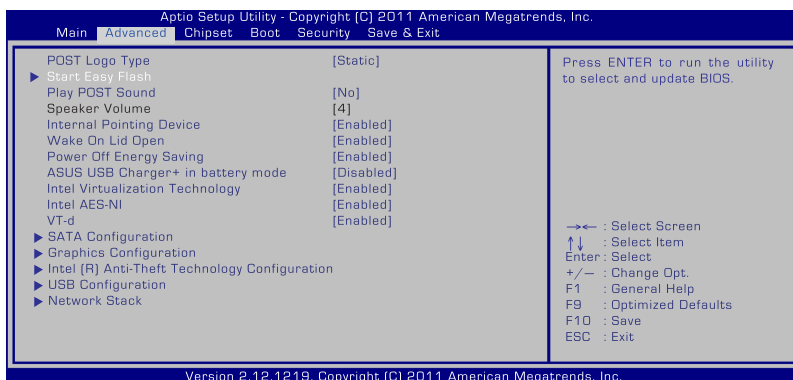 Aptio Setup Utility - Copyright (C) 2011 American Megatrends, Inc.
Main Advanced Chipset Boot Security Save & Exit
POST Logo Type [Static]
Start Easy Flash
Play POST Sound [No]
Speaker Volume [4]
Internal Pointing Device [Enabled]
Wake On Lid Open [Enabled]
Power Off Energy Saving [Enabled]
ASUS USB Charger+ in battery mode [Disabled]
Intel Virtualization Technology [Enabled]
Intel AES-NI [Enabled]
VT-d [Enabled]
SATA Configuration
Graphics Configuration
Intel (R) Anti-Theft Technology Configuration
USB Configuration
Network Stack
Press ENTER to run the utility
to select and update BIOS.
→← : Select Screen
↑↓ : Select Item
Enter : Select
+/— : Change Opt.
F1 : General Help
F9 : Optimized Defaults
F10 : Save
ESC : Exit
Version 2.12.1219. Copyright (C) 2011 American Megatrends, Inc.